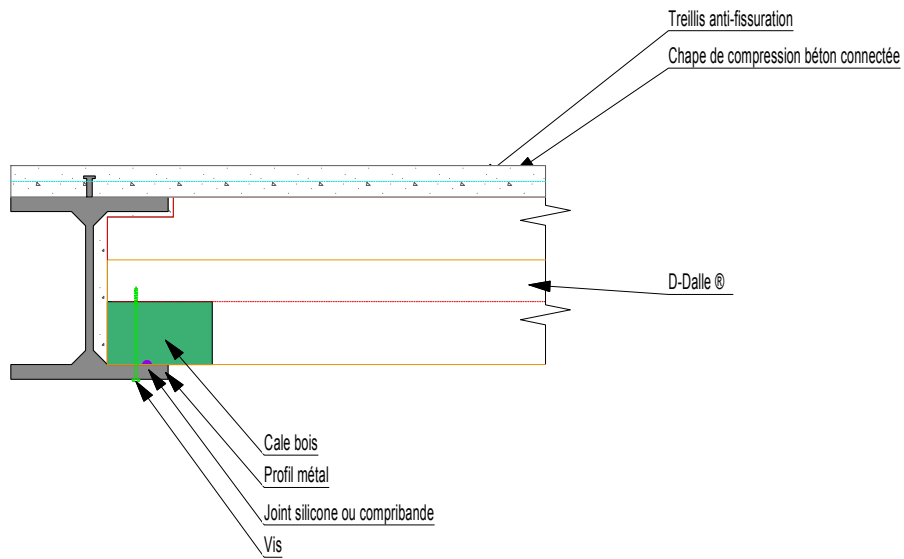 Treillis anti-fissuration
Chape de compression béton connectée
D-Dalle ®
Cale bois
Profil métal
Joint silicone ou compribande
Vis